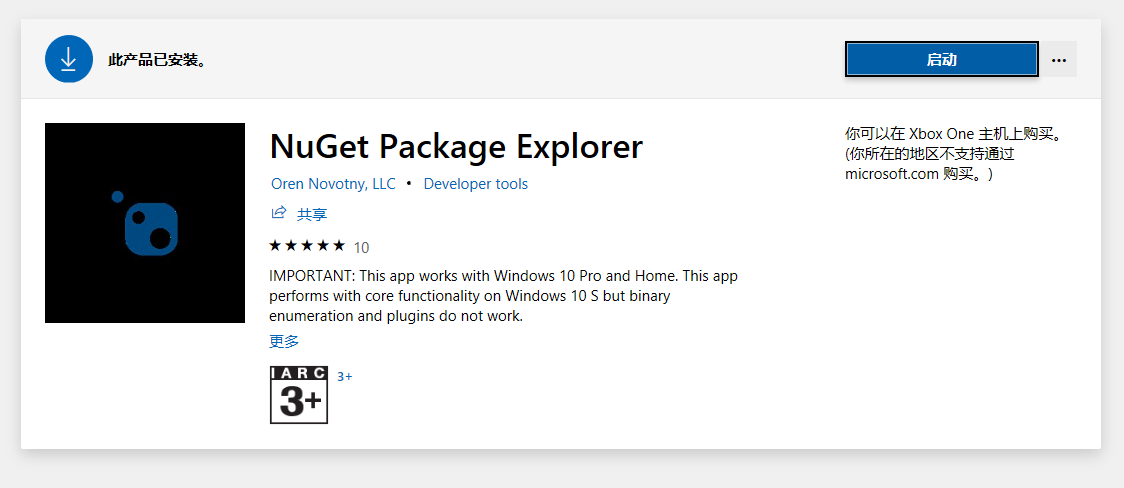 此产品已安装。
启动
...
NuGet Package Explorer
Oren Novotny, LLC • Developer tools
共享
★★★★★ 10
IMPORTANT: This app works with Windows 10 Pro and Home. This app
performs with core functionality on Windows 10 S but binary
enumeration and plugins do not work.
更多
IARC
3+
3+
你可以在 Xbox One 主机上购买。
(你所在的地区不支持通过
microsoft.com 购买。)